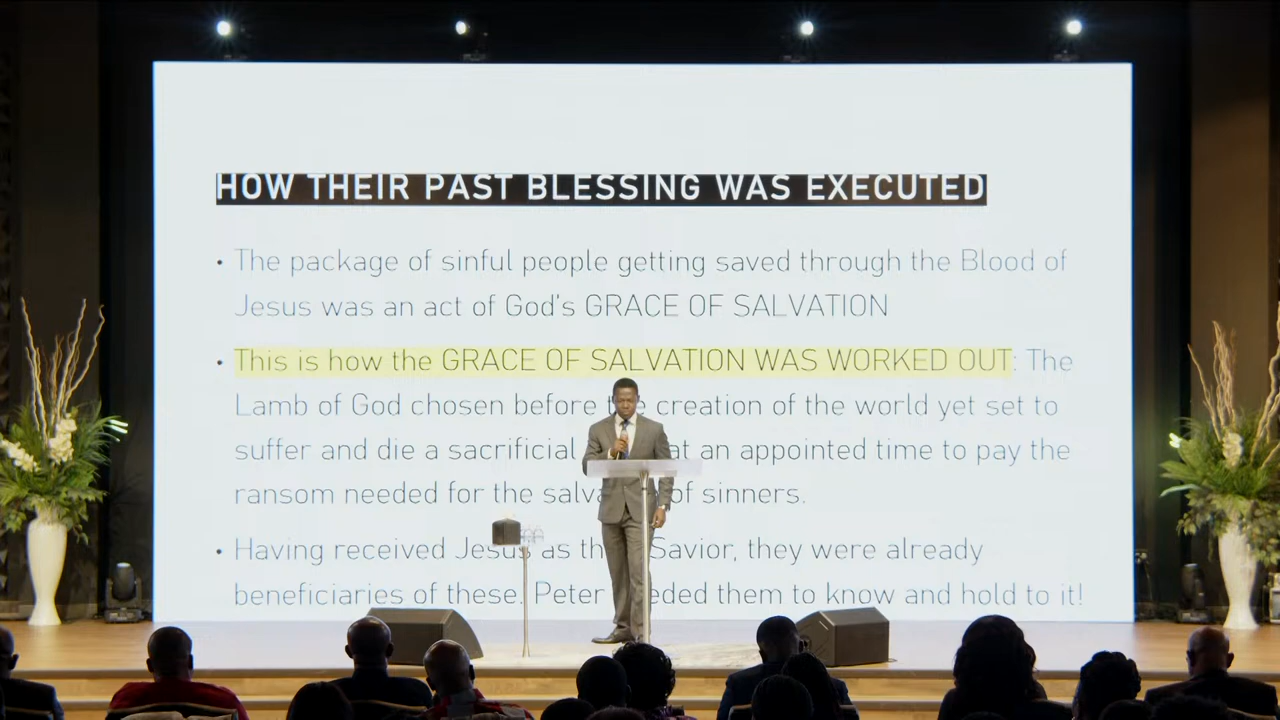 HOW THEIR PAST BLESSING WAS EXECUTED
• The package of sinful people getting saved through the Blood of
Jesus was an act of God's GRACE OF SALVATION
• This is how the GRACE OF SALVATION WAS WORKED OUT: The
Lamb of God chosen before the creation of the world yet set to
suffer and die a sacrificial at an appointed time to pay the
ransom needed for the of sinners.
• Having received Jesus as Savior, they were already
beneficiaries of these. Peter them to know and hold to it!